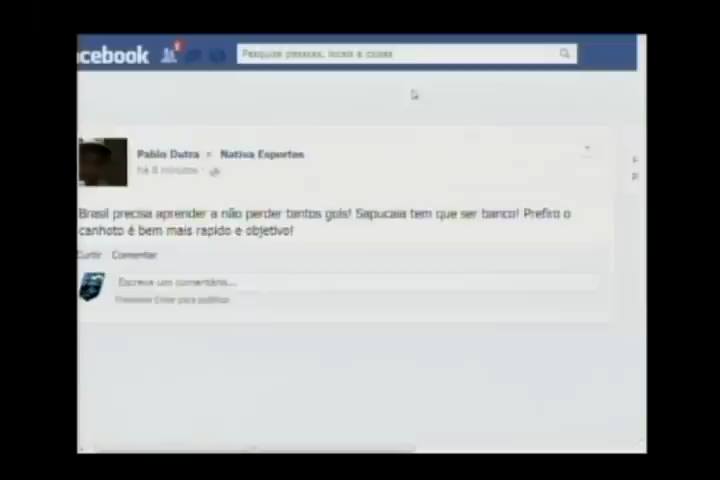 acebook
Pesquise pessoas, locais e coisas
Pablo Dutra Nativa Esportes
há 8 minutos
Brasil precisa aprender a não perder tantos gols! Sapucaia tem que ser banco! Prefiro o
canhoto é bem mais rapido e objetivo!
Curtir Comentar
Escreva um comentário...
Pressione Enter para publicar.